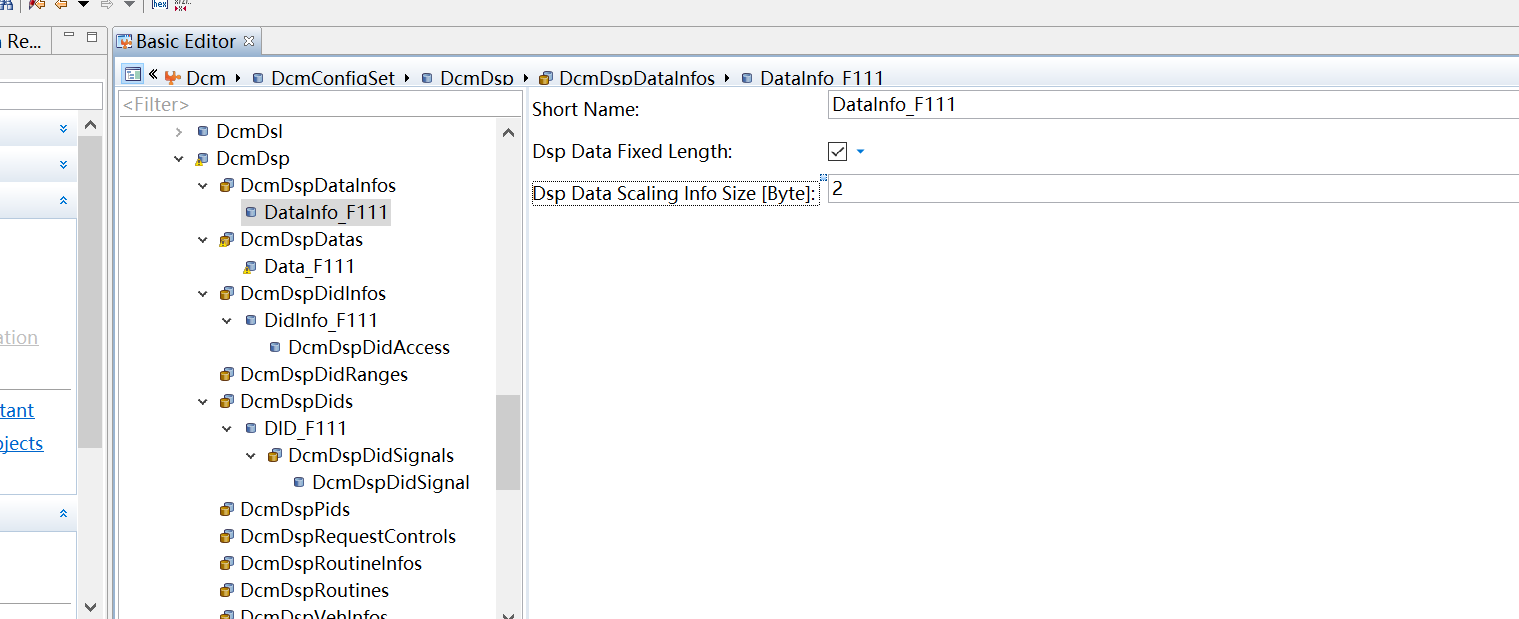 [hex]
Re...
Basic Editor
Dcm
DcmConfigSet
DcmDsp
DcmDspDataInfos
DataInfo_F111
<Filter>
DcmDsl
DcmDsp
DcmDspDataInfos
DataInfo_F111
DcmDspDatas
Data_F111
DcmDspDidInfos
DidInfo_F111
DcmDspDidAccess
DcmDspDidRanges
DcmDspDids
DID_F111
DcmDspDidSignals
DcmDspDidSignal
DcmDspPids
DcmDspRequestControls
DcmDspRoutineInfos
DcmDspRoutines
DcmDspVehInfos
Short Name:
DataInfo_F111
Dsp Data Fixed Length:
Dsp Data Scaling Info Size [Byte]:
2
ation
tant
ojects